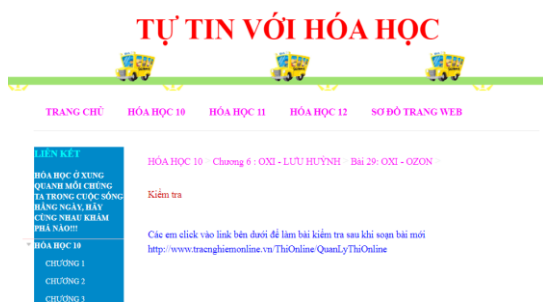 TỰ TIN VỚI HÓA HỌC
TRANG CHỦ HÓA HỌC 10 HÓA HỌC 11 HÓA HỌC 12 SƠ ĐỒ TRANG WEB
LIÊN KẾT
HÓA HỌC Ở XUNG
QUANH MỖI CHÚNG
TA TRONG CUỘC SỐNG
HẰNG NGÀY, HÃY
CÙNG NHAU KHÁM
PHÁ NÀO!!!
HÓA HỌC 10
CHƯƠNG 1
CHƯƠNG 2
CHƯƠNG 3
HÓA HỌC 10 > Chương 6 : OXI - LƯU HUỲNH > Bài 29: OXI - OZON >
Kiểm tra
Các em click vào link bên dưới để làm bài kiểm tra sau khi soạn bài mới
http://www.tracnghiemonline.vn/ThiOnline/QuanLyThiOnline